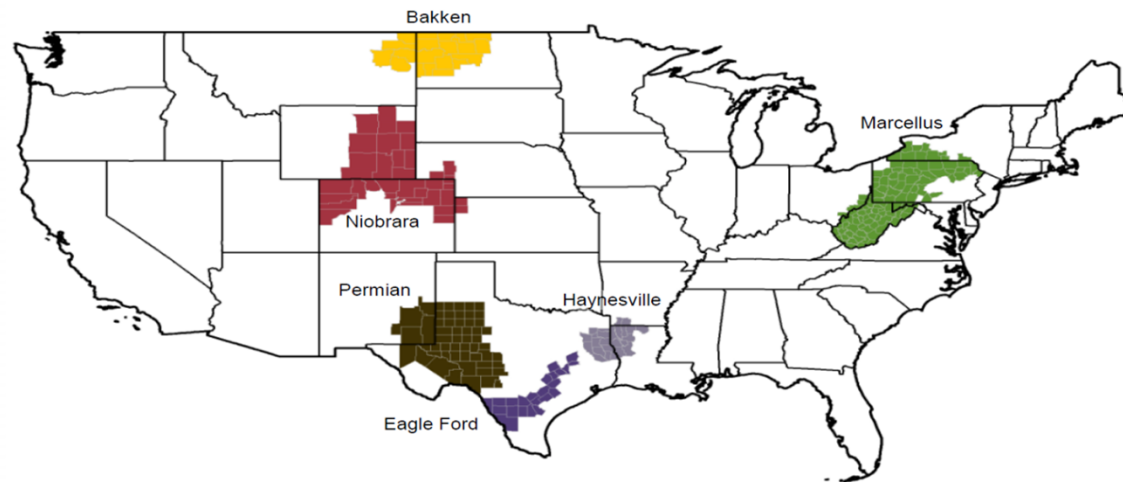 Bakken
Marcellus
Niobrara
Permian
Haynesville
Eagle Ford